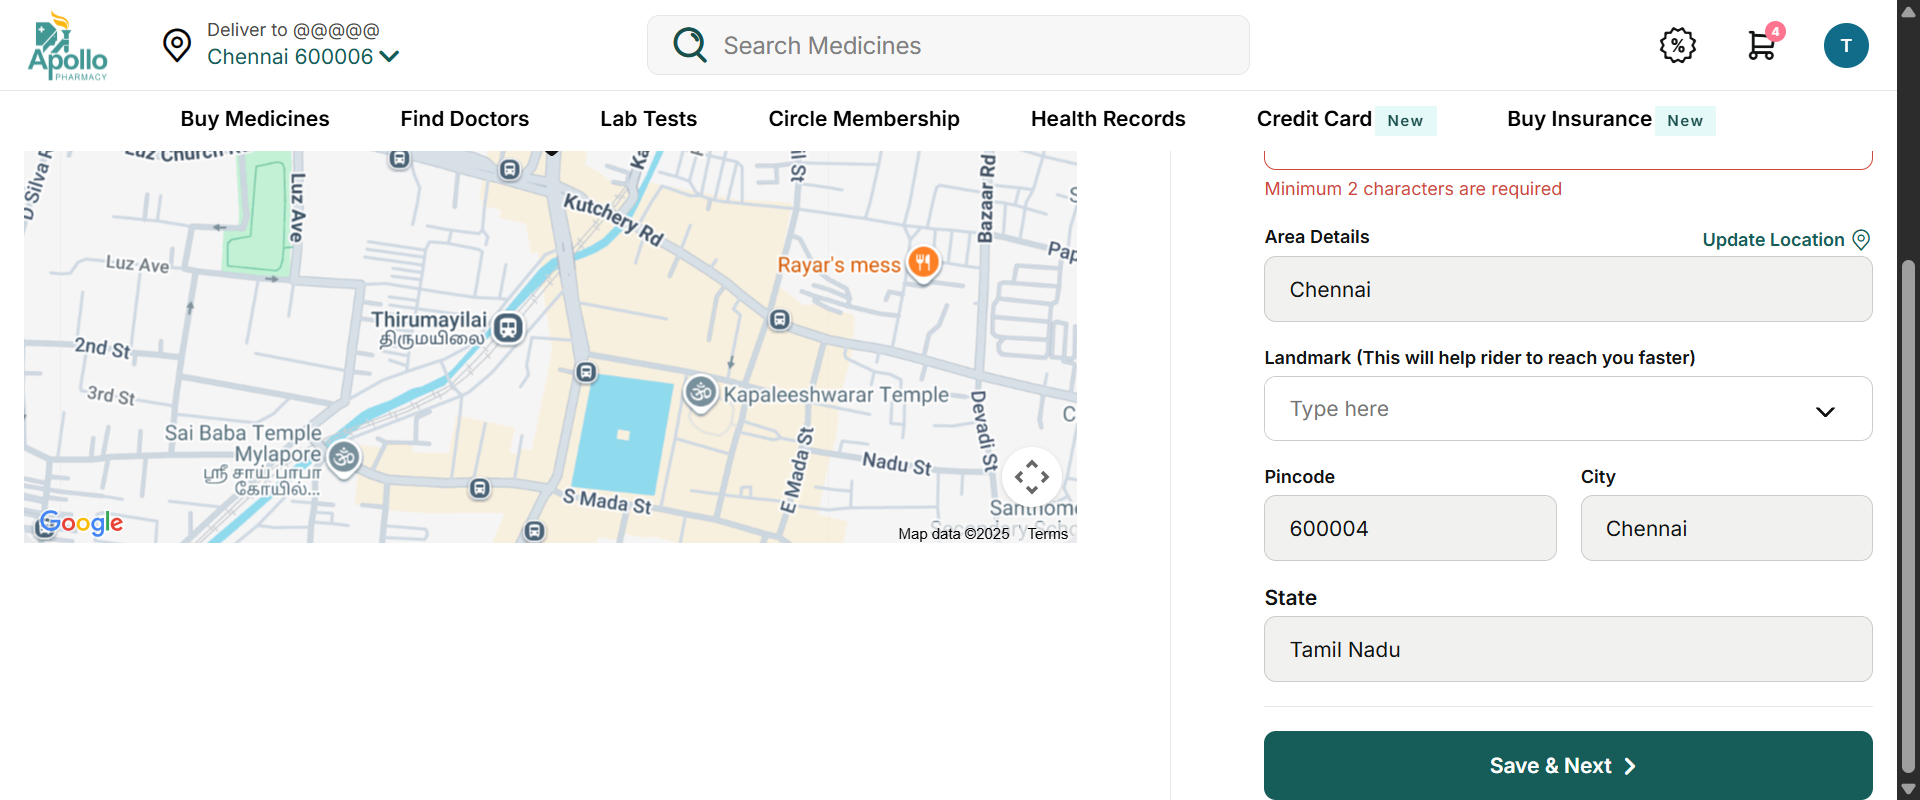 Apollo
PHARMACY
Deliver to @@@@@
Chennai 600006
Search Medicines
%
4
T
Buy Medicines
Find Doctors
Lab Tests
Circle Membership
Health Records
Credit Card New
Buy Insurance New
Luz Church
D Silva
Luz Ave
Luz Ave
Kutchery Rd
Bazaar Rd
Rayar's mess
Thirumayilai
திருமயிலை
2nd St
3rd St
Kapaleeshwarar Temple
Sai Baba Temple
Mylapore
ஸ்ரீ சாய் பாபா
கோயில்...
Devadi St
Nadu St
E Mada St
S Mada St
Santhome
Secondary
Google
Map data ©2025
Terms
Minimum 2 characters are required
Area Details
Update Location
Chennai
Landmark (This will help rider to reach you faster)
Type here
Pincode
City
600004
Chennai
State
Tamil Nadu
Save & Next